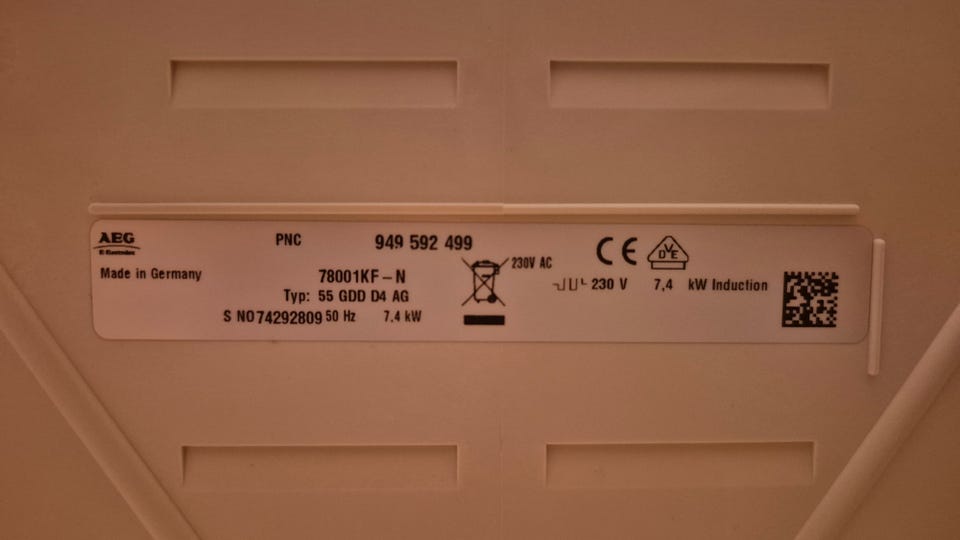 AEG
Electrolux
Made in Germany
PNC 949 592 499
78001KF-N
Typ: 55 GDD D4 AG
S NO 74292809 50 Hz 7,4 kW
230V AC
CE
DVE
230 V 7,4 kW Induction